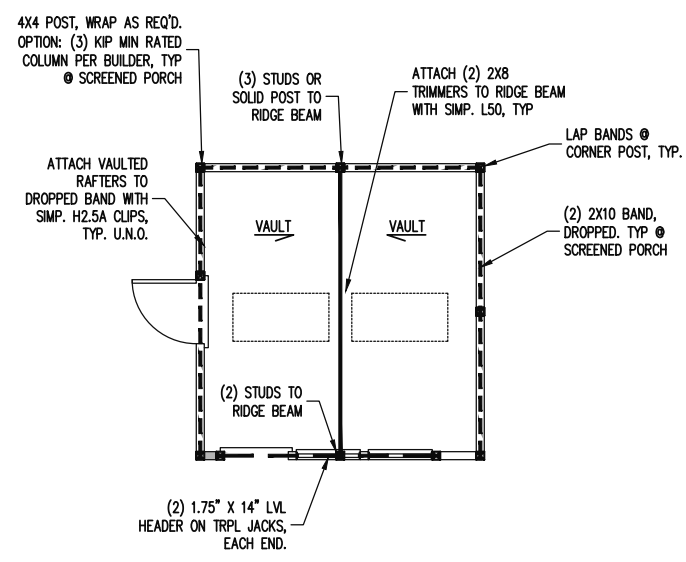 4X4 POST, WRAP AS REQ'D.
OPTION: (3) KIP MIN RATED
COLUMN PER BUILDER, TYP
@ SCREENED PORCH
(3) STUDS OR
SOLID POST TO
RIDGE BEAM
ATTACH (2) 2X8
TRIMMERS TO RIDGE BEAM
WITH SIMP. L50, TYP
LAP BANDS @
CORNER POST, TYP.
ATTACH VAULTED
RAFTERS TO
DROPPED BAND WITH
SIMP. H2.5A CLIPS,
TYP. U.N.O.
VAULT
VAULT
(2) 2X10 BAND,
DROPPED. TYP @
SCREENED PORCH
(2) STUDS TO
RIDGE BEAM
(2) 1.75" X 14" LVL
HEADER ON TRPL JACKS,
EACH END.